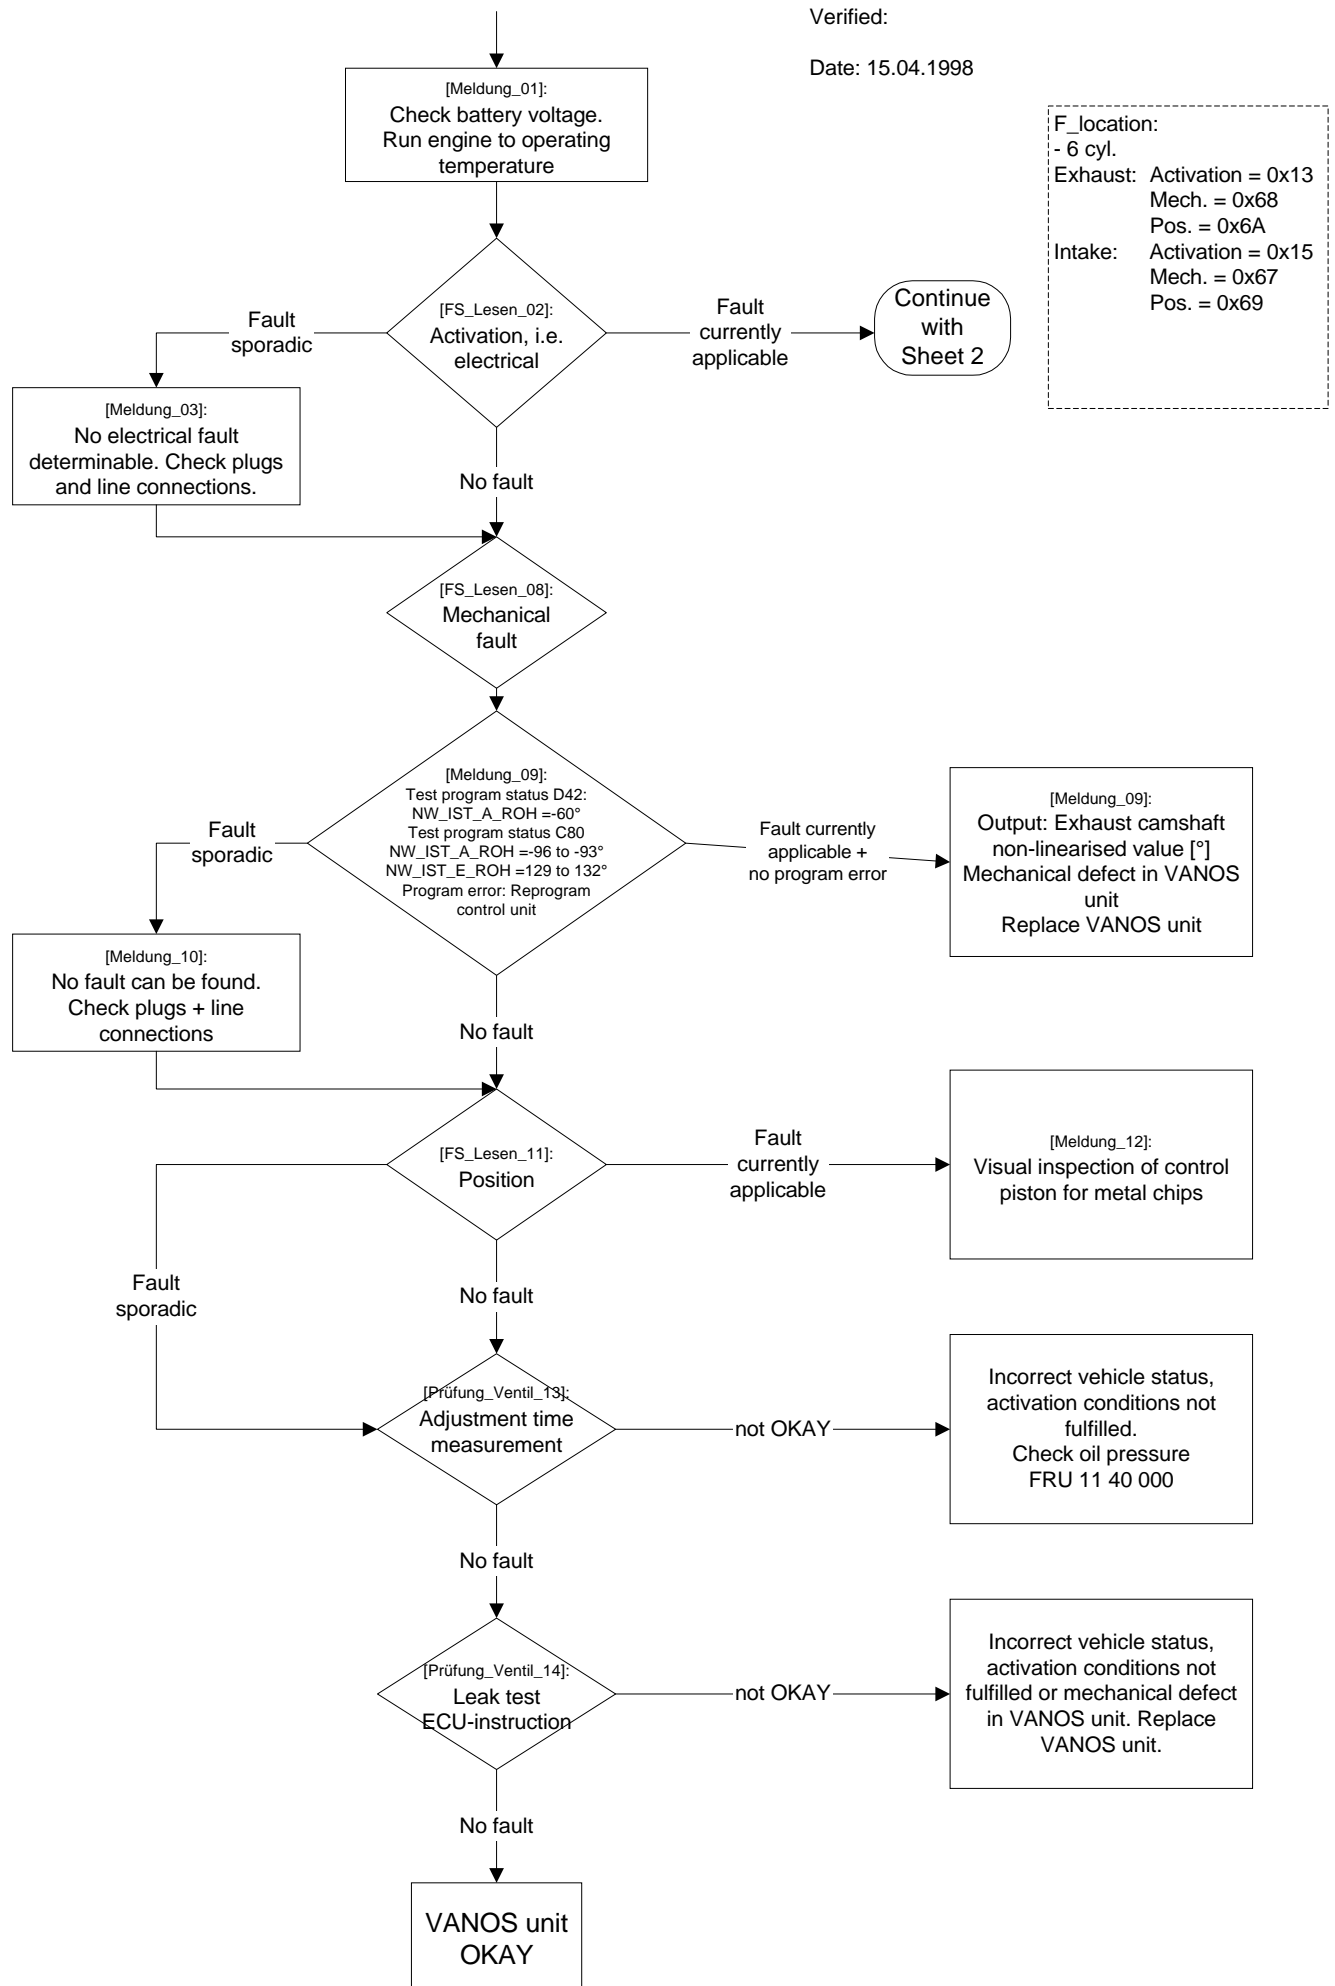 Verified:
Date: 15.04.1998
[Meldung_01]:
Check battery voltage.
Run engine to operating
temperature
F_location:
- 6 cyl.
Exhaust: Activation = 0x13
Mech. = 0x68
Pos. = 0x6A
Intake: Activation = 0x15
Mech. = 0x67
Pos. = 0x69
[FS_Lesen_02]:
Activation, i.e.
electrical
Fault
sporadic
Fault
currently
applicable
Continue
with
Sheet 2
[Meldung_03]:
No electrical fault
determinable. Check plugs
and line connections.
No fault
[FS_Lesen_08]:
Mechanical
fault
[Meldung_09]:
Test program status D42:
NW_IST_A_ROH =-60°
Test program status C80
NW_IST_A_ROH =-96 to -93°
NW_IST_E_ROH =129 to 132°
Program error: Reprogram
control unit
Fault
sporadic
Fault currently
applicable +
no program error
[Meldung_09]:
Output: Exhaust camshaft
non-linearised value [°]
Mechanical defect in VANOS
unit
Replace VANOS unit
[Meldung_10]:
No fault can be found.
Check plugs + line
connections
No fault
[FS_Lesen_11]:
Position
Fault
currently
applicable
[Meldung_12]:
Visual inspection of control
piston for metal chips
Fault
sporadic
No fault
[Prüfung_Ventil_13]:
Adjustment time
measurement
not OKAY
Incorrect vehicle status,
activation conditions not
fulfilled.
Check oil pressure
FRU 11 40 000
No fault
[Prüfung_Ventil_14]:
Leak test
ECU-instruction
not OKAY
Incorrect vehicle status,
activation conditions not
fulfilled or mechanical defect
in VANOS unit. Replace
VANOS unit.
No fault
VANOS unit
OKAY